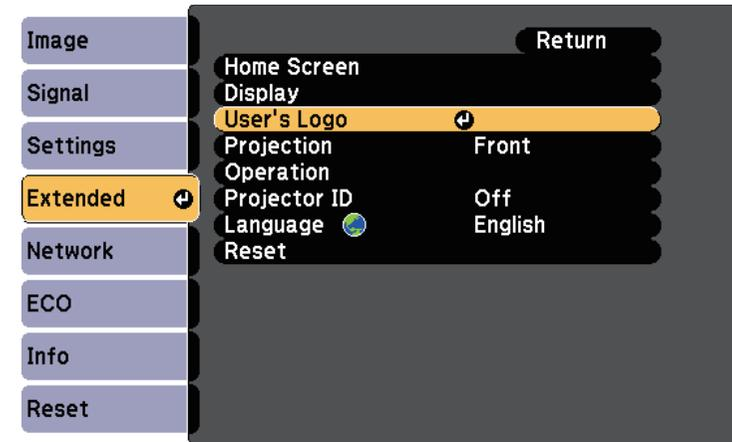 Image
Signal
Settings
Extended
Network
ECO
Info
Reset
Return
Home Screen
Display
User's Logo
Projection Front
Operation
Projector ID Off
Language English
Reset